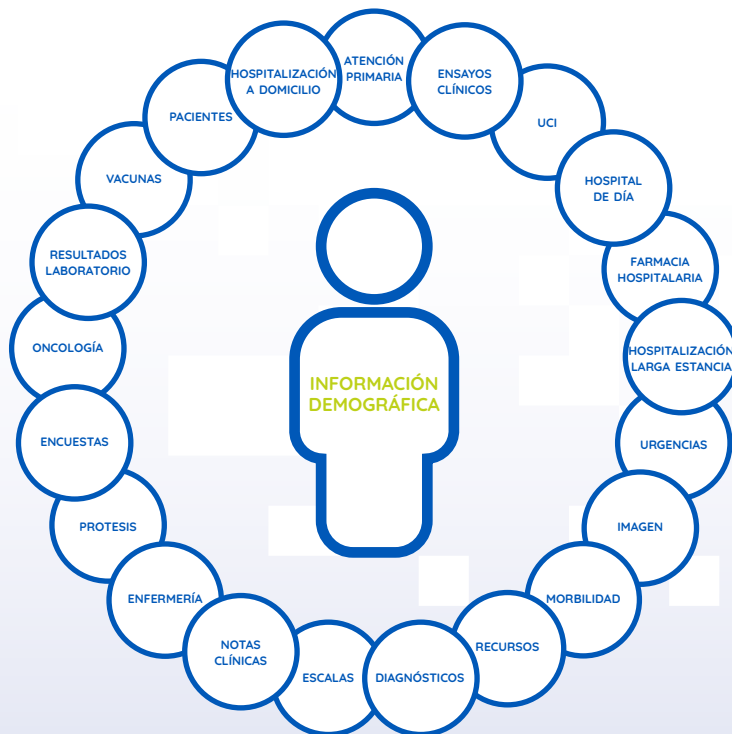 ATENCIÓN
PRIMARIA
ENSAYOS
CLÍNICOS
UCI
HOSPITAL
DE DÍA
FARMACIA
HOSPITALARIA
HOSPITALIZACIÓN
LARGA ESTANCIA
URGENCIAS
IMAGEN
MORBILIDAD
RECURSOS
DIAGNÓSTICOS
ESCALAS
NOTAS
CLÍNICAS
ENFERMERÍA
PROTESIS
ENCUESTAS
ONCOLOGÍA
RESULTADOS
LABORATORIO
VACUNAS
PACIENTES
HOSPITALIZACIÓN
A DOMICILIO
INFORMACIÓN
DEMOGRÁFICA